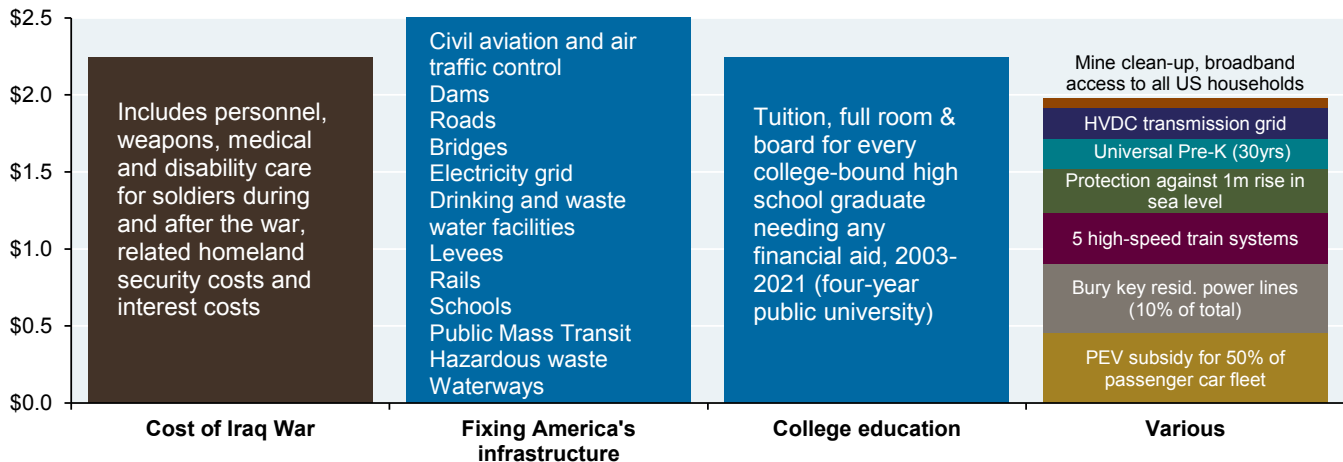 $2.5
$2.0
$1.5
$1.0
$0.5
$0.0
Includes personnel,
weapons, medical
and disability care
for soldiers during
and after the war,
related homeland
security costs and
interest costs
Civil aviation and air
traffic control
Dams
Roads
Bridges
Electricity grid
Drinking and waste
water facilities
Levees
Rails
Schools
Public Mass Transit
Hazardous waste
Waterways
Tuition, full room &
board for every
college-bound high
school graduate
needing any
financial aid, 2003-
2021 (four-year
public university)
Mine clean-up, broadband
access to all US households
HVDC transmission grid
Universal Pre-K (30yrs)
Protection against 1m rise in
sea level
5 high-speed train systems
Bury key resid. power lines
(10% of total)
PEV subsidy for 50% of
passenger car fleet
Cost of Iraq War
Fixing America's
infrastructure
College education
Various